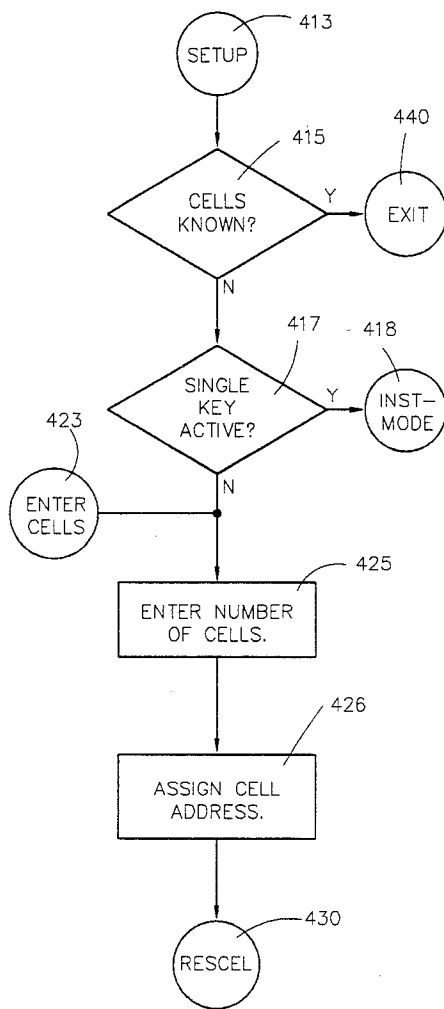 413
SETUP
415
440
CELLS
KNOWN?
Y
EXIT
N
417
418
SINGLE
KEY
ACTIVE?
Y
INST-
MODE
423
N
ENTER
CELLS
425
ENTER NUMBER
OF CELLS.
426
ASSIGN CELL
ADDRESS.
430
RESCEL